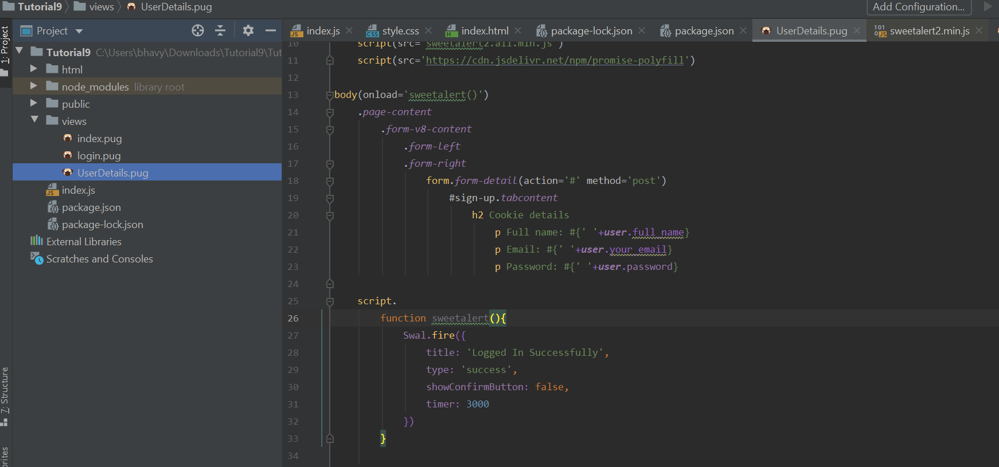 Tutorial9 views UserDetails.pug Add Configuration...
Project
index.js style.css index.html package-lock.json package.json UserDetails.pug sweetalert2.min.js
1: Project
Tutorial9 C:\Users\bhavy\Downloads\Tutorial9\Tut
html
node_modules library root
public
views
index.pug
login.pug
UserDetails.pug
index.js
package.json
package-lock.json
External Libraries
Scratches and Consoles
7: Structure
orites
10 script(src='sweetalert2.all.min.js')
11 script(src='https://cdn.jsdelivr.net/npm/promise-polyfill')
12
13 body(onload='sweetalert()')
14 .page-content
15 .form-v8-content
16 .form-left
17 .form-right
18 form.form-detail(action='#' method='post')
19 #sign-up.tabcontent
20 h2 Cookie details
21 p Full name: #{' '+user.full_name}
22 p Email: #{' '+user.your_email}
23 p Password: #{' '+user.password}
24
25 script.
26 function sweetalert(){
27 Swal.fire({
28 title: 'Logged In Successfully',
29 type: 'success',
30 showConfirmButton: false,
31 timer: 3000
32 })
33 }
34